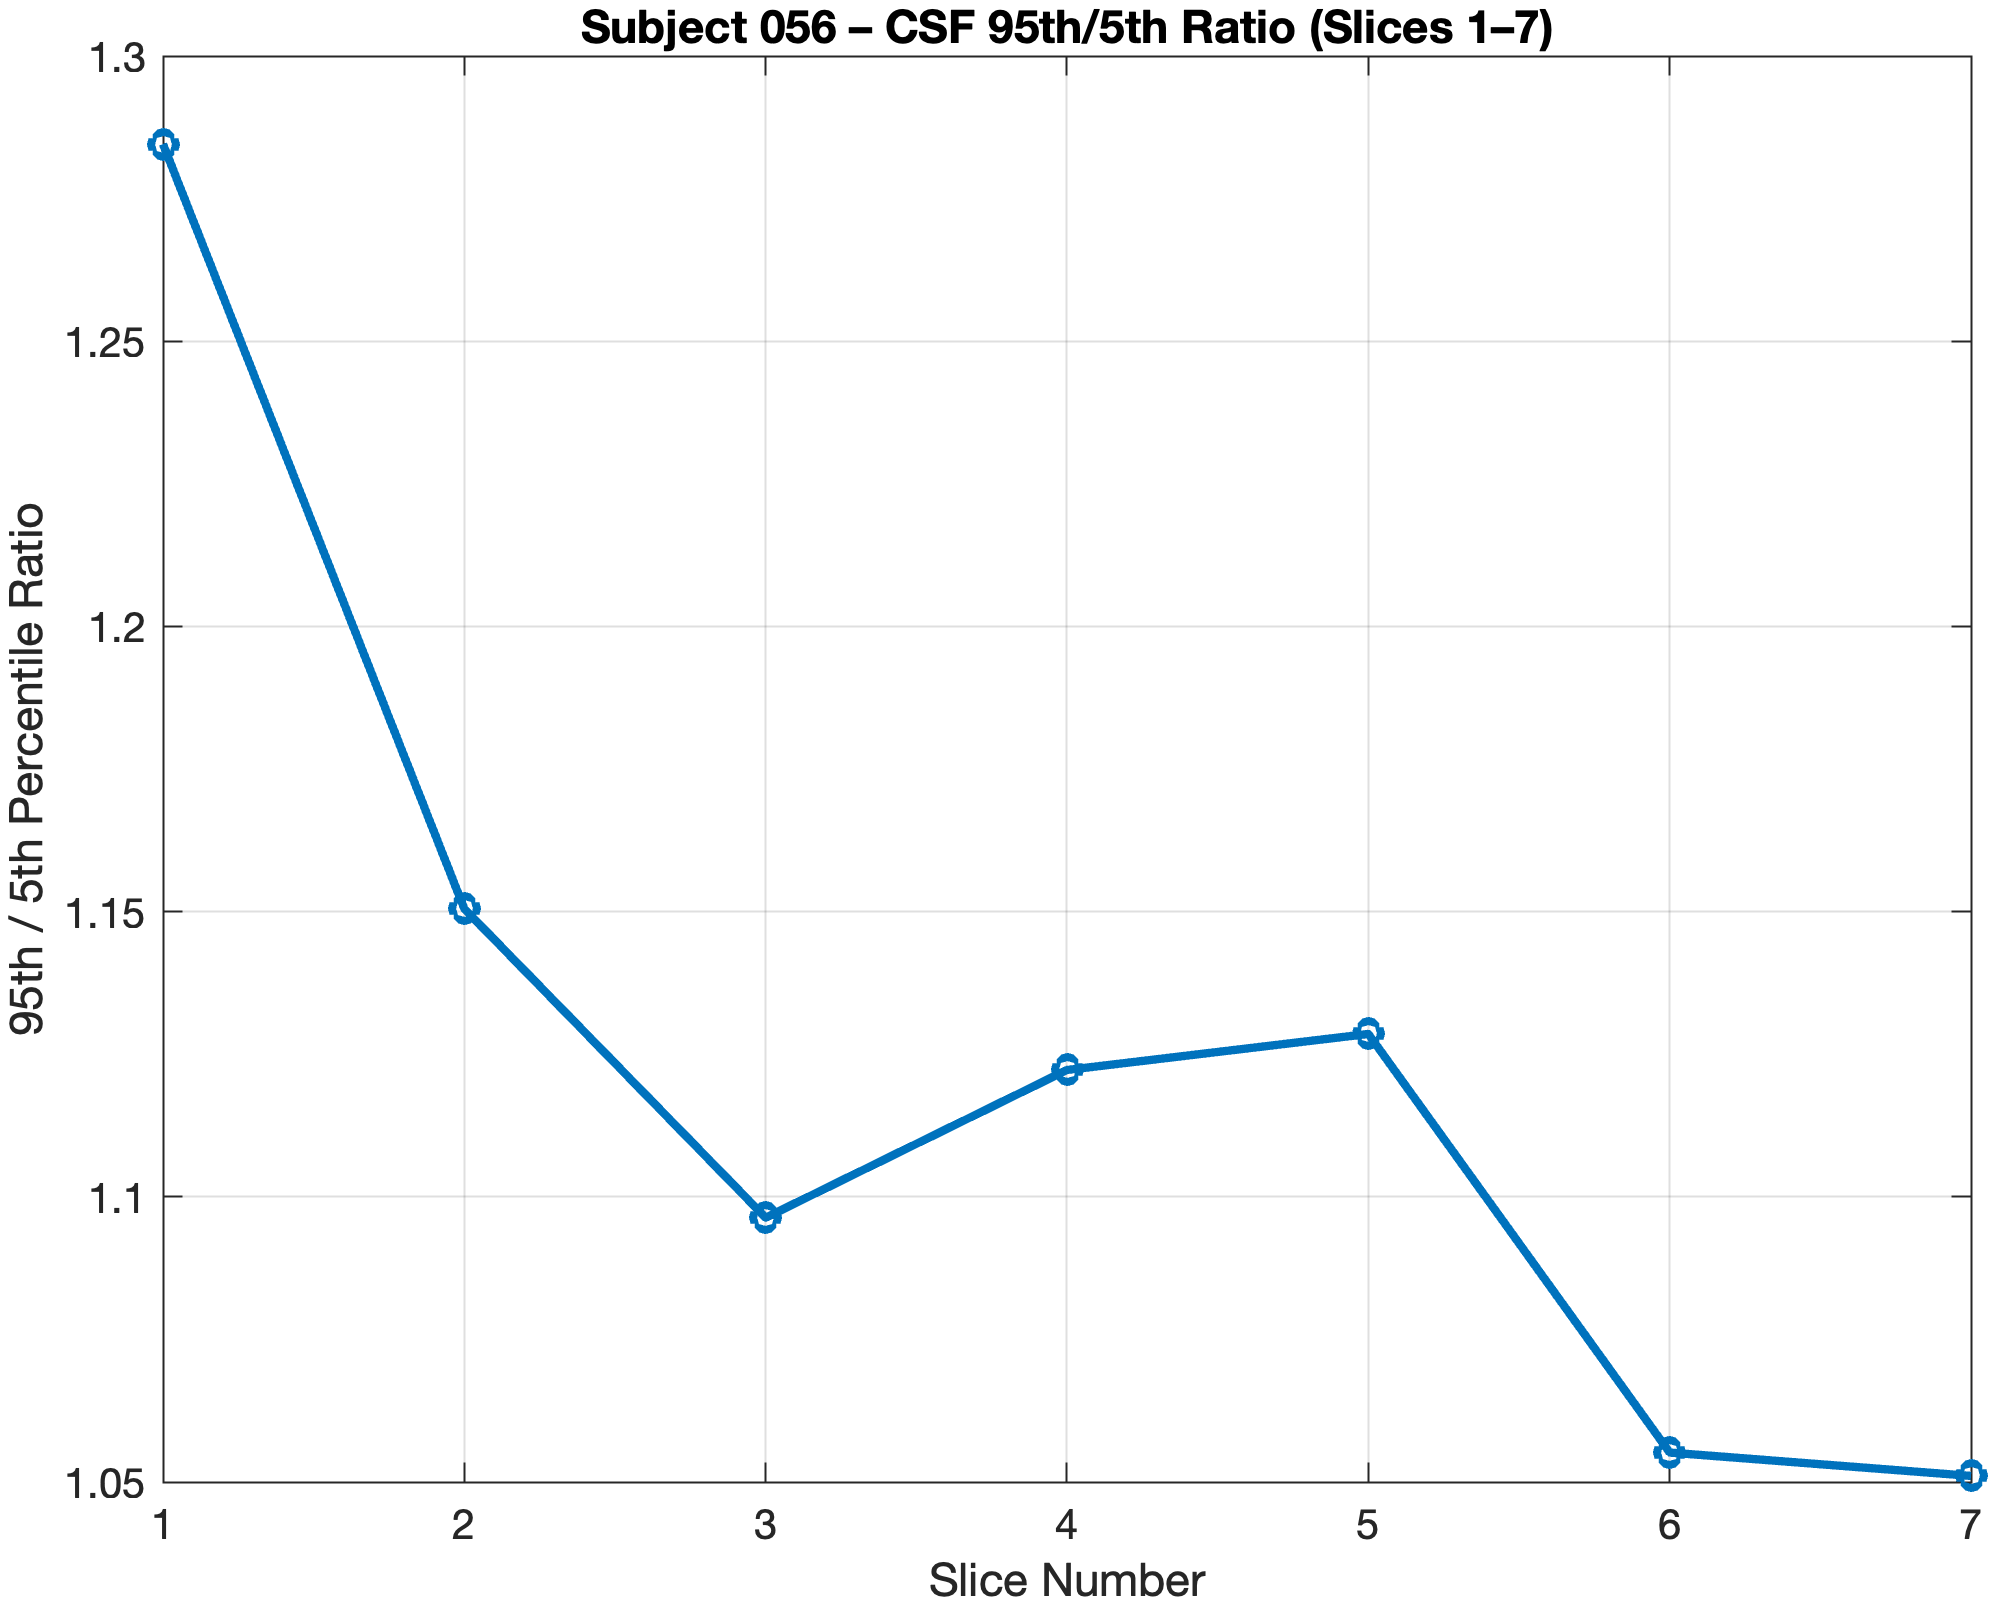 Subject 056 – CSF 95th/5th Ratio (Slices 1–7)
1.3
1.25
1.2
1.15
1.1
1.05
95th / 5th Percentile Ratio
1 2 3 4 5 6 7
Slice Number